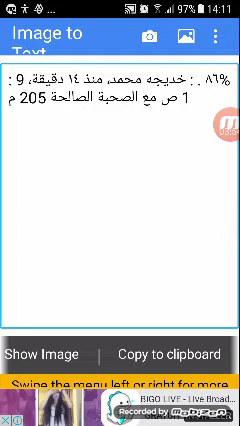 97% 14:11
Image to
Text
٨٦% . : خديجه محمد، منذ ١٤ دقيقة، 9 :
1 ص مع الصحبة الصالحة 205 م
Show Image | Copy to clipboard
Swipe the menu left or right for more
BIGO LIVE - Live Broad...
Recorded by Mobizen